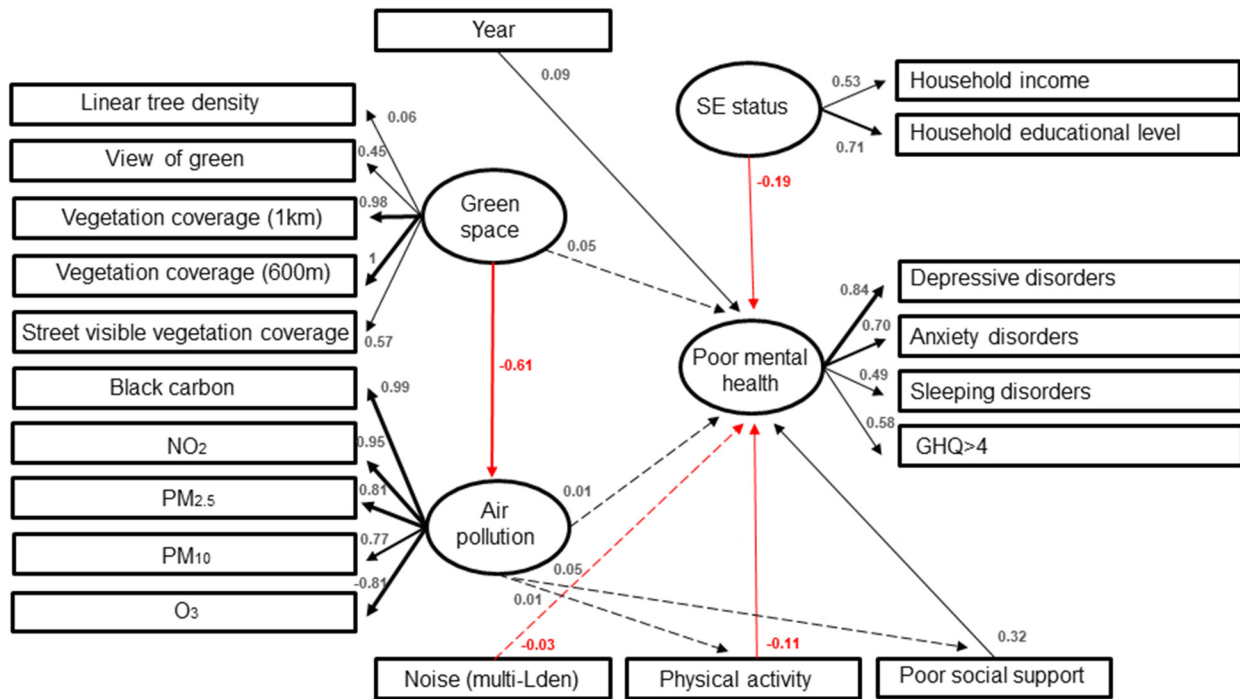 Year
0.09
Linear tree density
0.06
View of green
0.45
Vegetation coverage (1km)
0.98
Vegetation coverage (600m)
1
Street visible vegetation coverage
0.57
Green
space
0.05
-0.61
SE status
0.53
Household income
0.71
Household educational level
-0.19
Poor mental
health
0.84
Depressive disorders
0.70
Anxiety disorders
0.49
Sleeping disorders
0.58
GHQ>4
Black carbon
0.99
NO2
0.95
PM2.5
0.81
PM10
0.77
O3
-0.81
Air
pollution
0.01
0.05
0.01
-0.03
Noise (multi-Lden)
-0.11
Physical activity
0.32
Poor social support